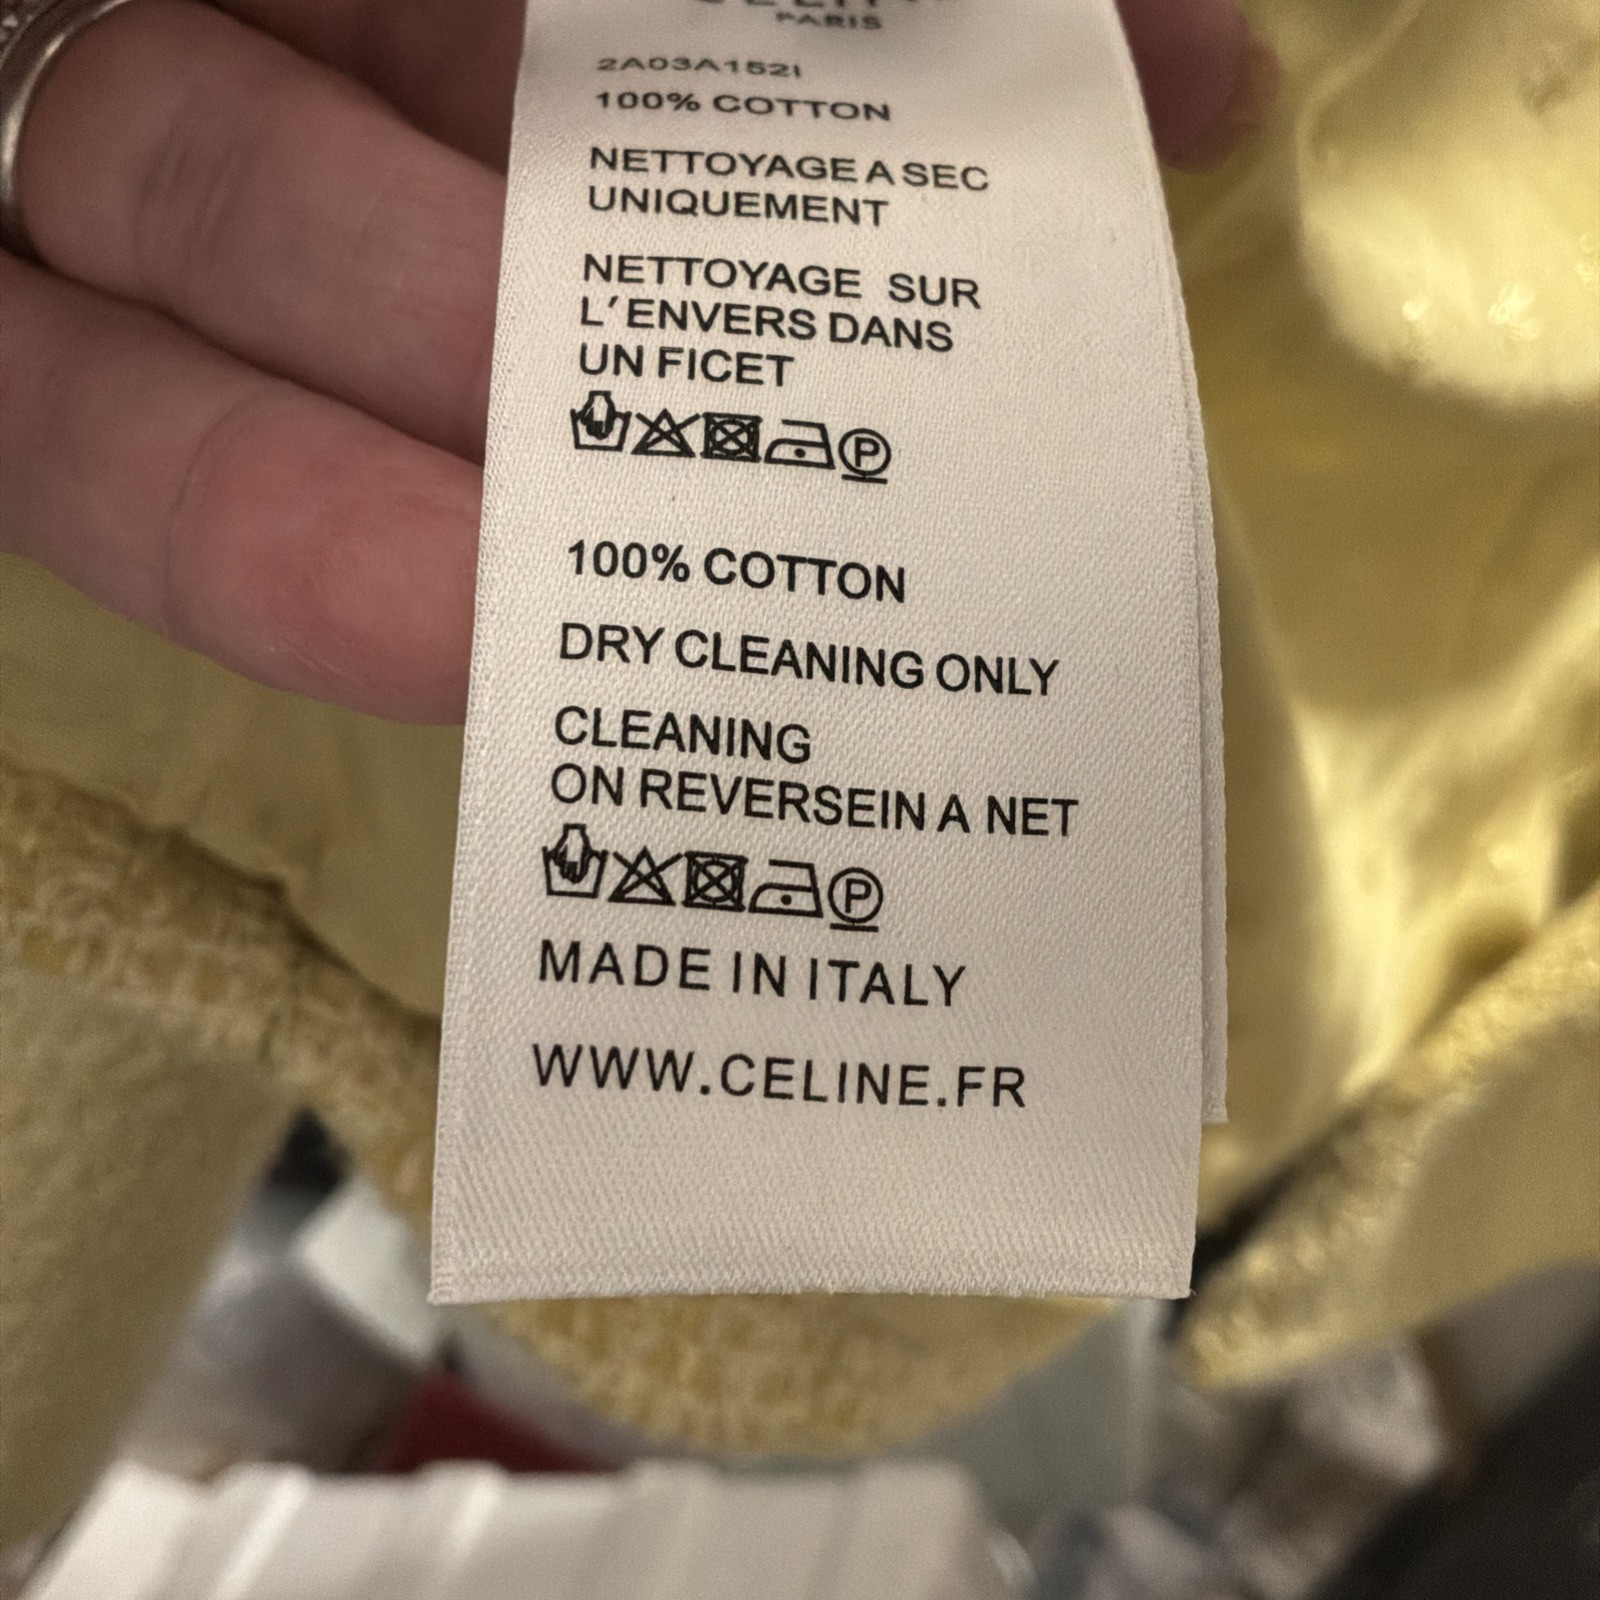 PARIS
2A03A152I
100% COTTON
NETTOYAGE A SEC
UNIQUEMENT
NETTOYAGE SUR
L'ENVERS DANS
UN FICET
P
100% COTTON
DRY CLEANING ONLY
CLEANING
ON REVERSEIN A NET
P
MADE IN ITALY
WWW.CELINE.FR